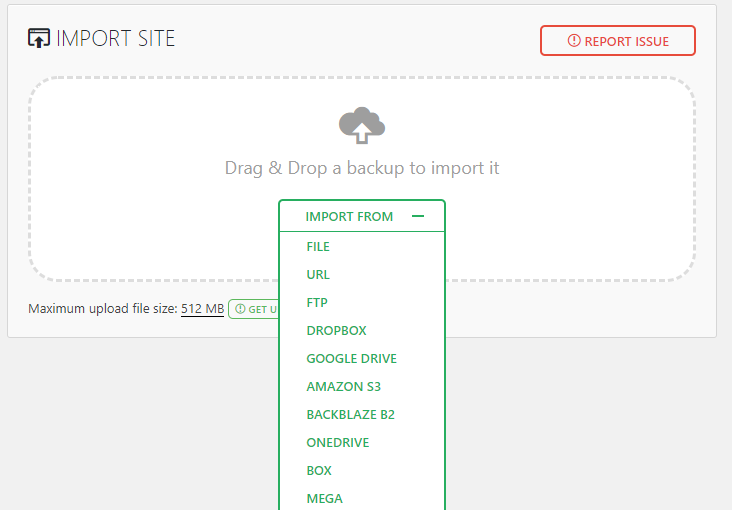 IMPORT SITE
REPORT ISSUE
Drag & Drop a backup to import it
IMPORT FROM
FILE
URL
FTP
DROPBOX
GOOGLE DRIVE
AMAZON S3
BACKBLAZE B2
ONEDRIVE
BOX
MEGA
Maximum upload file size: 512 MB
GET U